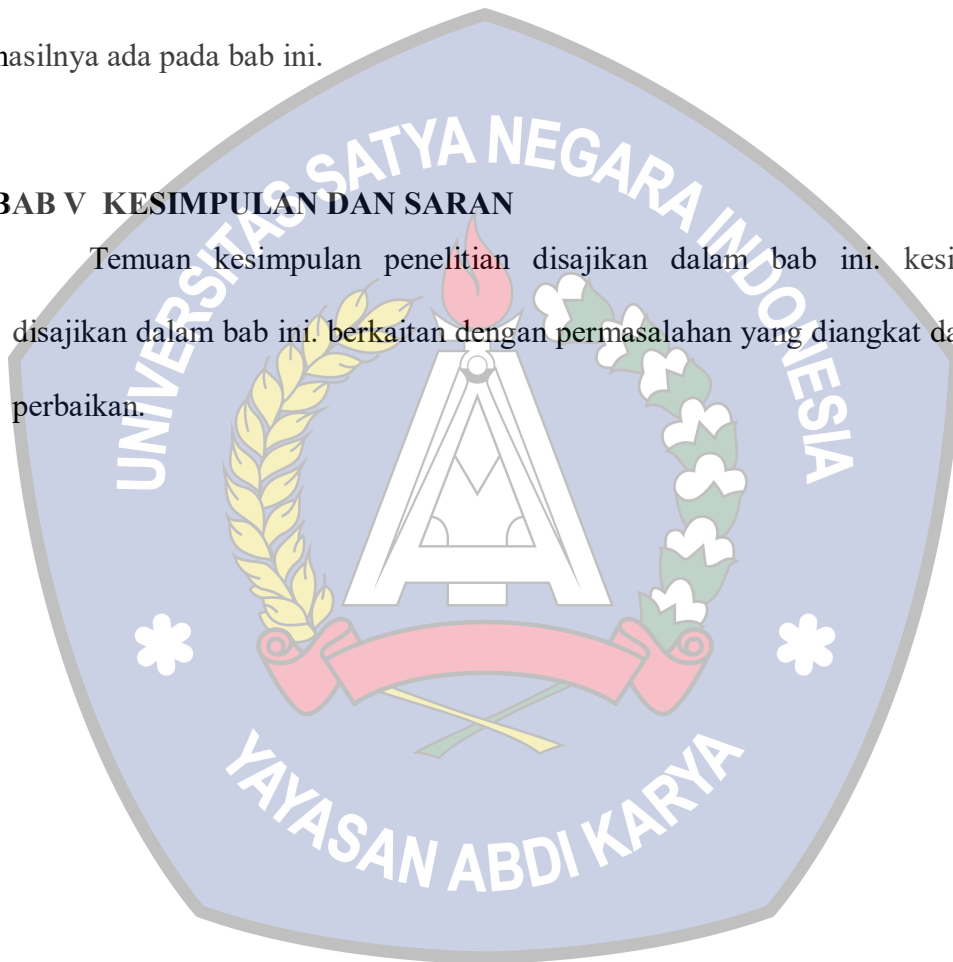 hasilnya ada pada bab ini.
BAB V KESIMPULAN DAN SARAN
Temuan kesimpulan penelitian disajikan dalam bab ini.
disajikan dalam bab ini. berkaitan dengan permasalahan yang diangkat
perbaikan.
UNIVERSITAS SATYA NEGARA INDONESIA
YAYASAN ABDI KARYA